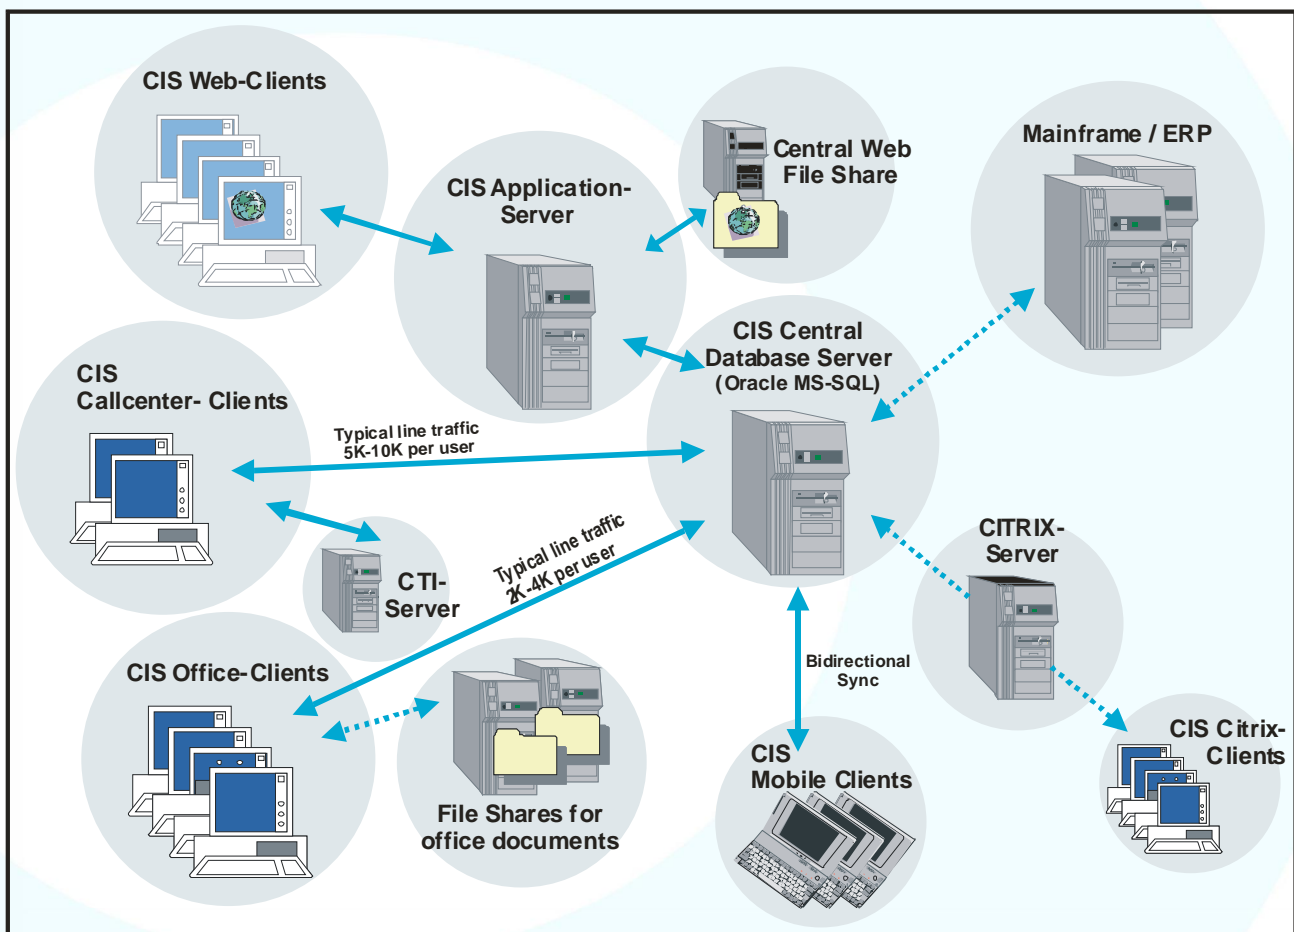 CIS Web-Clients
CIS Application-
Server
Central Web
File Share
Mainframe / ERP
CIS Central
Database Server
(Oracle MS-SQL)
CIS
Callcenter- Clients
Typical line traffic
5K-10K per user
CTI-
Server
Typical line traffic
2K-4K per user
CITRIX-
Server
CIS Office-Clients
Bidirectional
Sync
File Shares for
office documents
CIS
Mobile Clients
CIS Citrix-
Clients